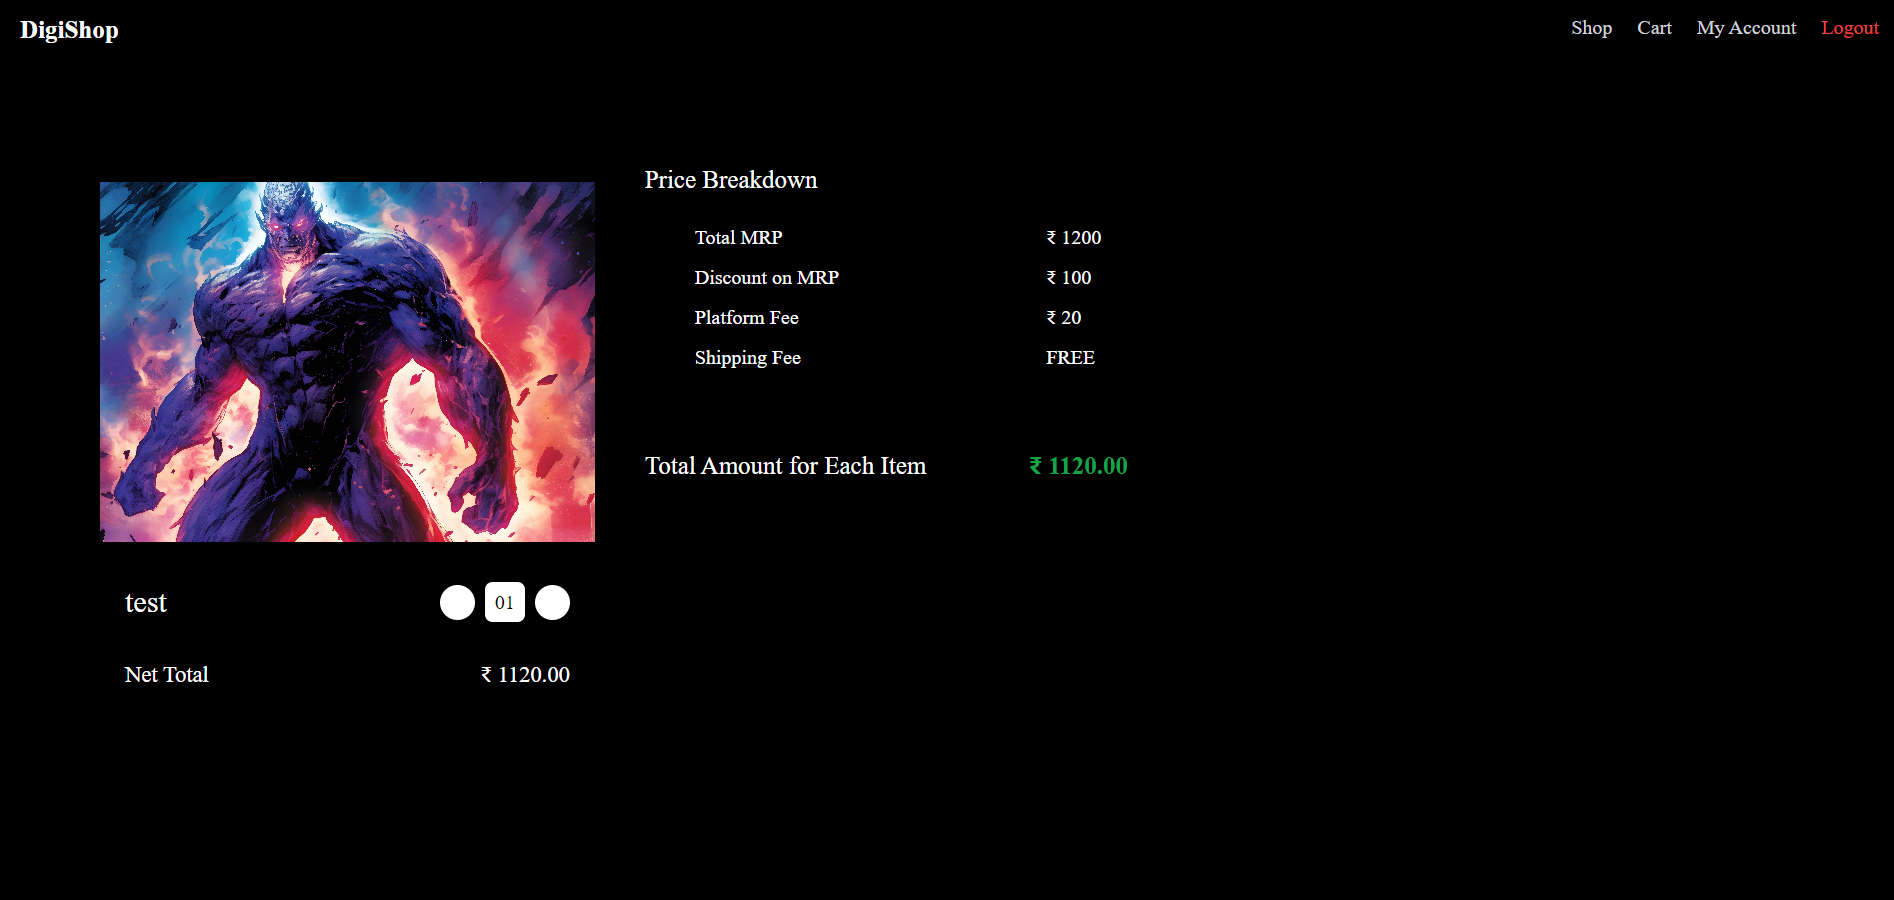 DigiShop
Shop Cart My Account Logout
Price Breakdown
Total MRP ₹ 1200
Discount on MRP ₹ 100
Platform Fee ₹ 20
Shipping Fee FREE
Total Amount for Each Item ₹ 1120.00
test 01
Net Total ₹ 1120.00